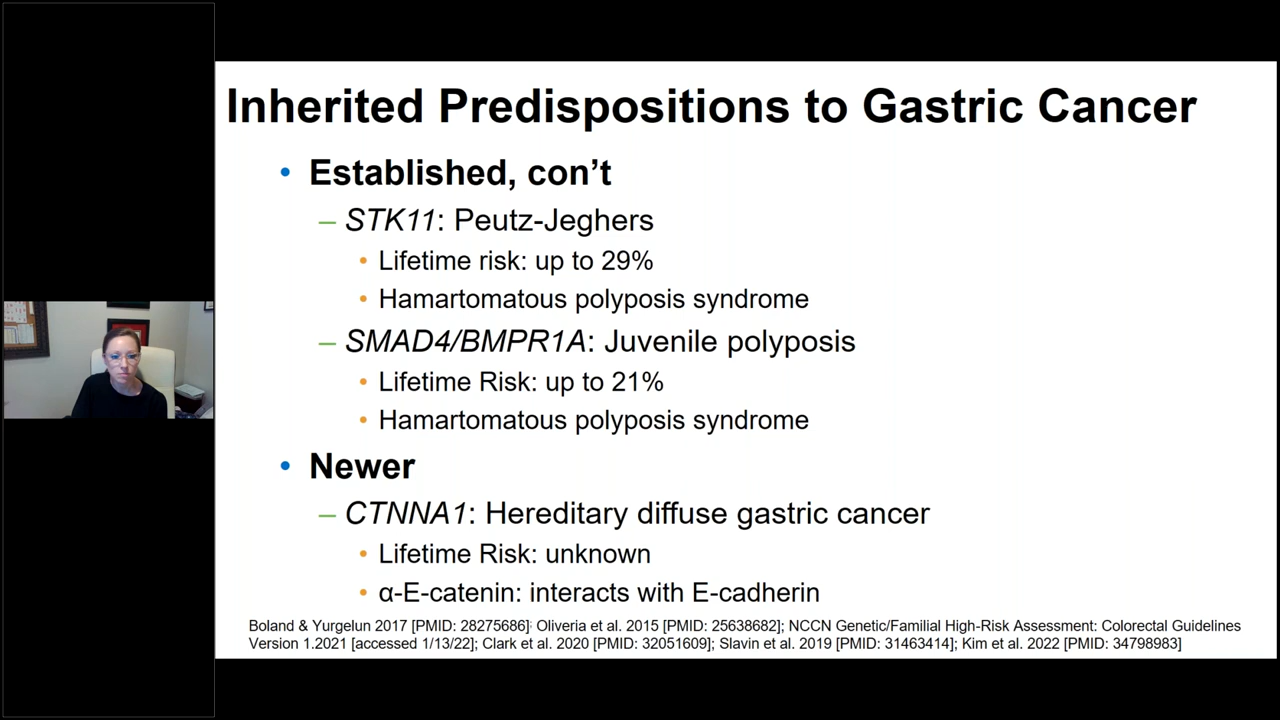 Inherited Predispositions to Gastric Cancer
• Established, con’t
– STK11: Peutz-Jeghers
• Lifetime risk: up to 29%
• Hamartomatous polyposis syndrome
– SMAD4/BMPR1A: Juvenile polyposis
• Lifetime Risk: up to 21%
• Hamartomatous polyposis syndrome
• Newer
– CTNNA1: Hereditary diffuse gastric cancer
• Lifetime Risk: unknown
• α-E-catenin: interacts with E-cadherin
Boland & Yurgelun 2017 [PMID: 28275686]; Oliveria et al. 2015 [PMID: 25638682]; NCCN Genetic/Familial High-Risk Assessment: Colorectal Guidelines
Version 1.2021 [accessed 1/13/22]; Clark et al. 2020 [PMID: 32051609]; Slavin et al. 2019 [PMID: 31463414]; Kim et al. 2022 [PMID: 34798983]